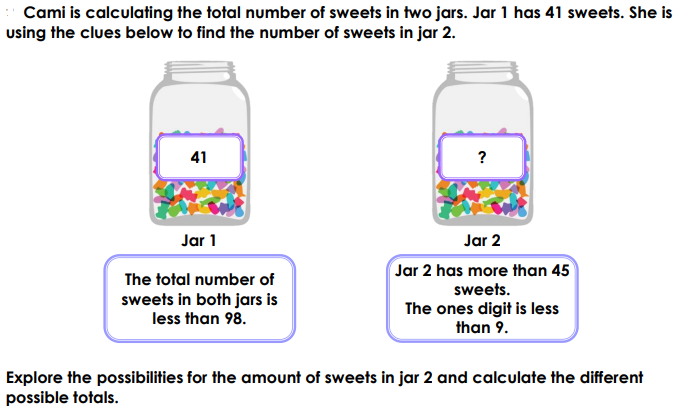 Cami is calculating the total number of sweets in two jars. Jar 1 has 41 sweets. She is
using the clues below to find the number of sweets in jar 2.
41
?
Jar 1
Jar 2
The total number of
sweets in both jars is
less than 98.
Jar 2 has more than 45
sweets.
The ones digit is less
than 9.
Explore the possibilities for the amount of sweets in jar 2 and calculate the different
possible totals.